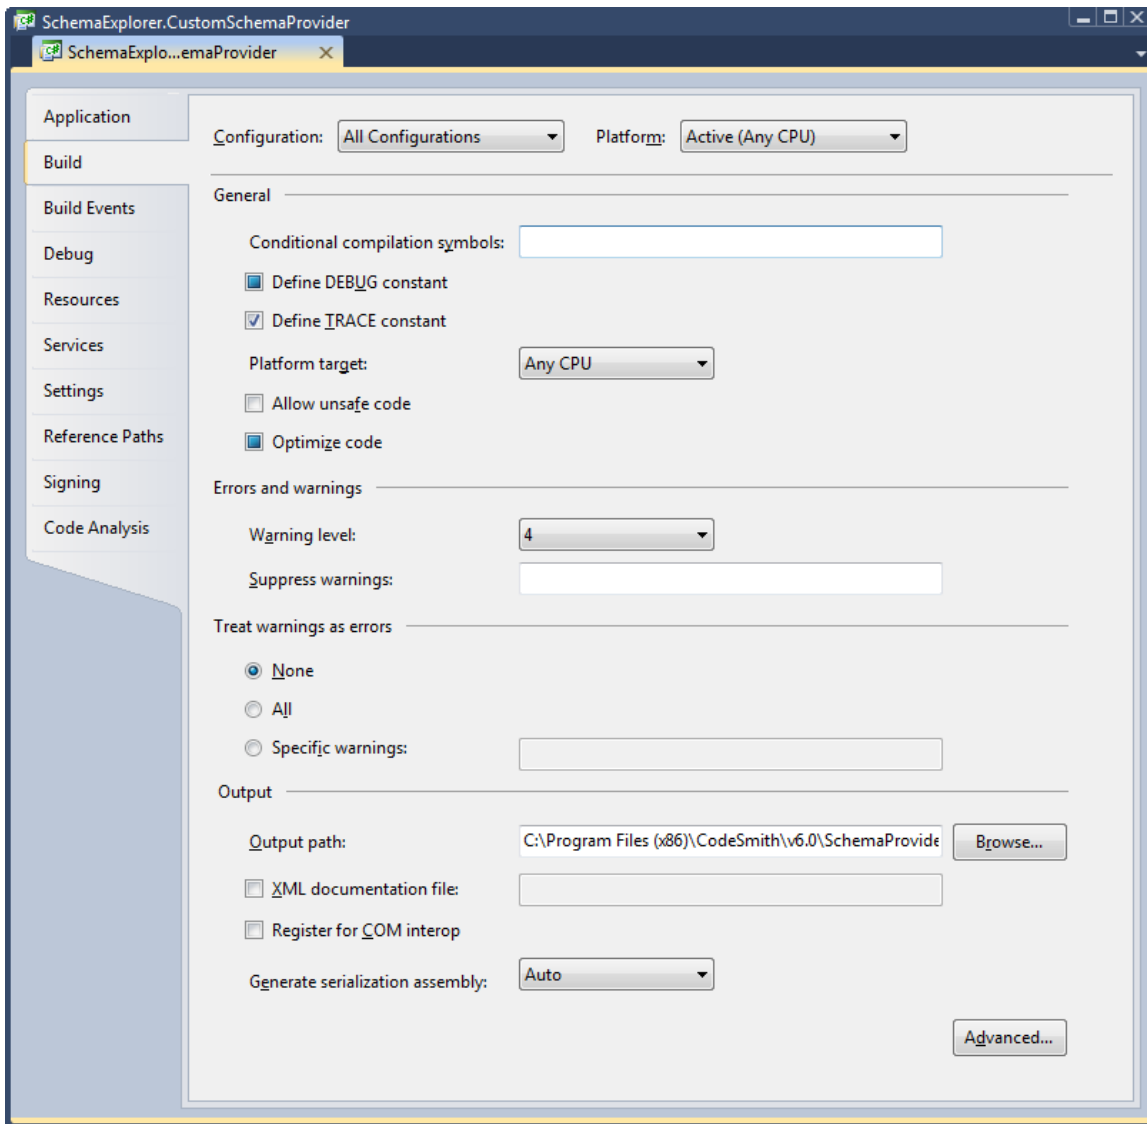 SchemaExplorer.CustomSchemaProvider
SchemaExplo...emaProvider
Application
Build
Build Events
Debug
Resources
Services
Settings
Reference Paths
Signing
Code Analysis
Configuration: All Configurations Platform: Active (Any CPU)
General
Conditional compilation symbols:
Define DEBUG constant
Define TRACE constant
Platform target: Any CPU
Allow unsafe code
Optimize code
Errors and warnings
Warning level: 4
Suppress warnings:
Treat warnings as errors
None
All
Specific warnings:
Output
Output path: C:\Program Files (x86)\CodeSmith\v6.0\SchemaProvide Browse...
XML documentation file:
Register for COM interop
Generate serialization assembly: Auto
Advanced...